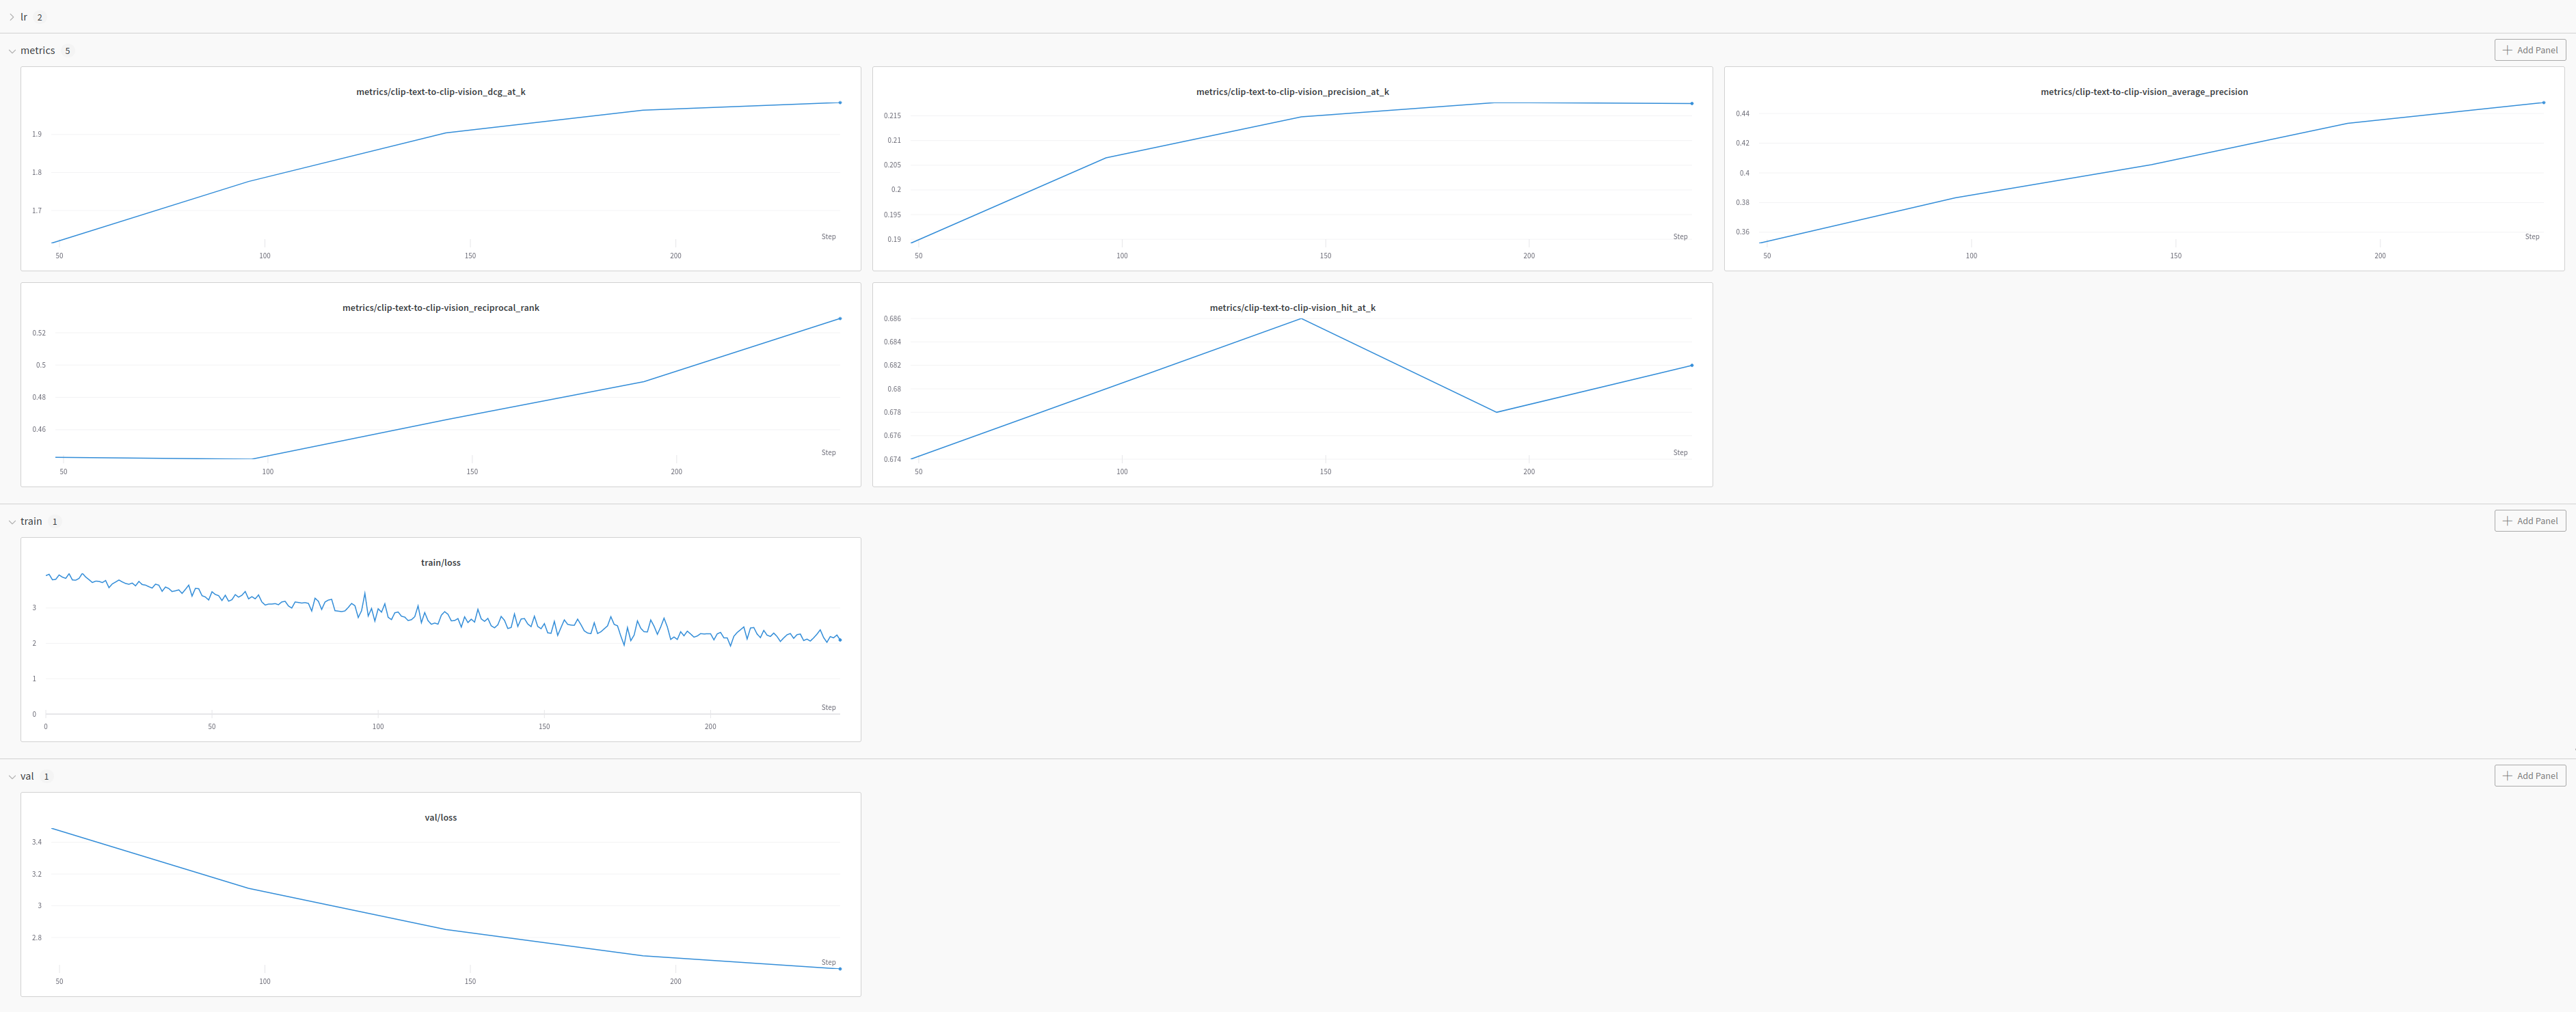 lr 2
metrics 5
Add Panel
metrics/clip-text-to-clip-vision_dcg_at_k
1.9
1.8
1.7
Step
50 100 150 200
metrics/clip-text-to-clip-vision_precision_at_k
0.215
0.21
0.205
0.2
0.195
0.19
Step
50 100 150 200
metrics/clip-text-to-clip-vision_average_precision
0.44
0.42
0.4
0.38
0.36
Step
50 100 150 200
metrics/clip-text-to-clip-vision_reciprocal_rank
0.52
0.5
0.48
0.46
Step
50 100 150 200
metrics/clip-text-to-clip-vision_hit_at_k
0.686
0.684
0.682
0.68
0.678
0.676
0.674
Step
50 100 150 200
train 1
Add Panel
train/loss
3
2
1
0
Step
0 50 100 150 200
val 1
Add Panel
val/loss
3.4
3.2
3
2.8
Step
50 100 150 200